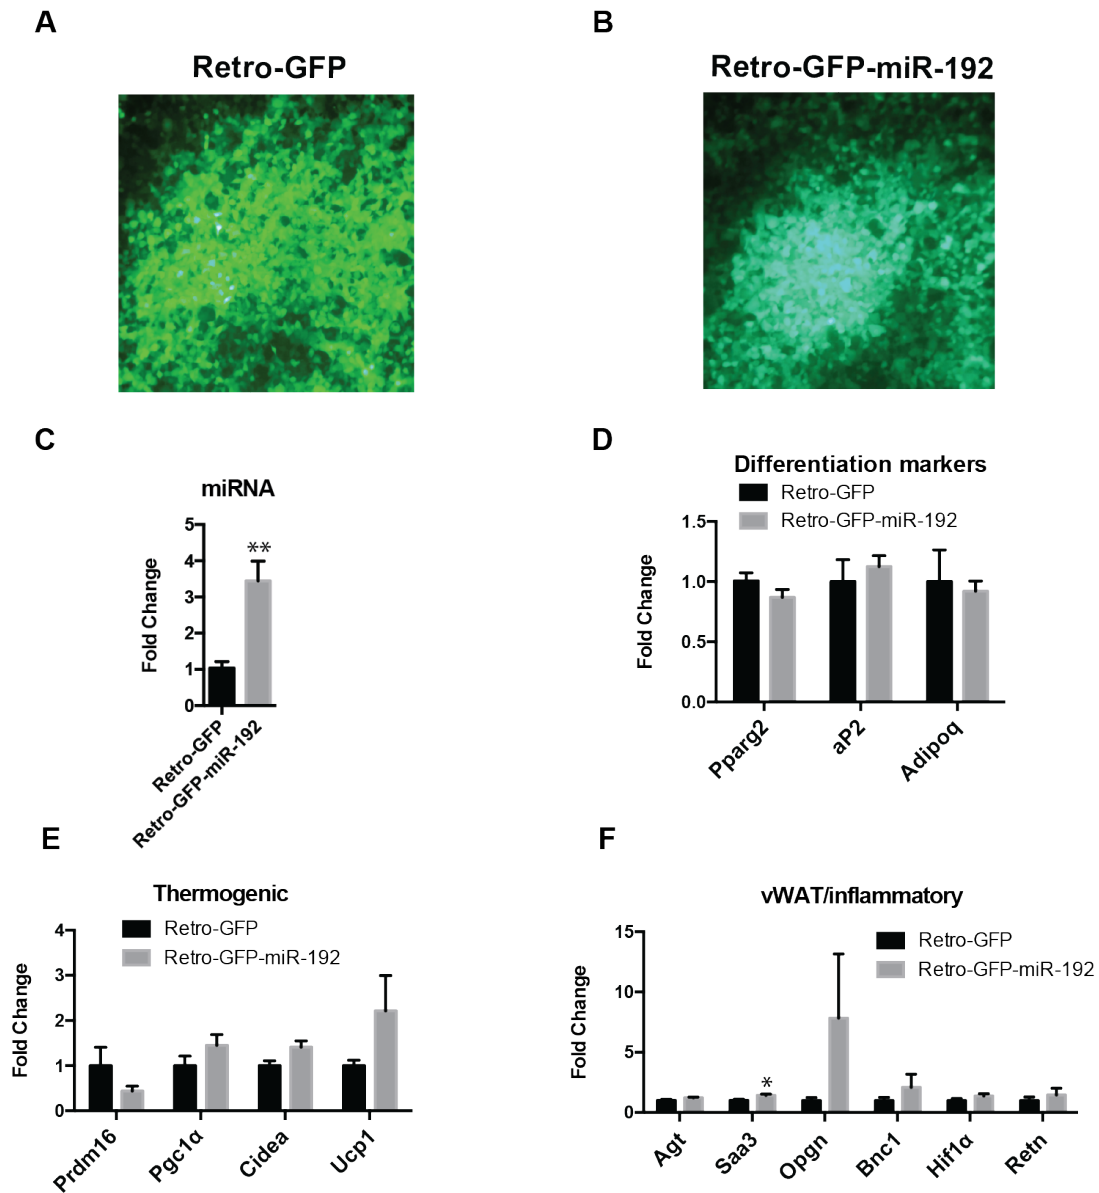 A
B
Retro-GFP
Retro-GFP-miR-192
C
D
miRNA
5
4
3
2
1
0
Fold Change
**
Retro-GFP
Retro-GFP-miR-192
Differentiation markers
Retro-GFP
Retro-GFP-miR-192
1.5
1.0
0.5
0.0
Fold Change
Pparg2
aP2
Adipoq
E
F
Thermogenic
Retro-GFP
Retro-GFP-miR-192
4
3
2
1
0
Fold Change
Prdm16
Pgc1α
Cidea
Ucp1
vWAT/inflammatory
Retro-GFP
Retro-GFP-miR-192
15
10
5
0
Fold Change
*
Agt
Saa3
Opgn
Bnc1
Hif1α
Retn